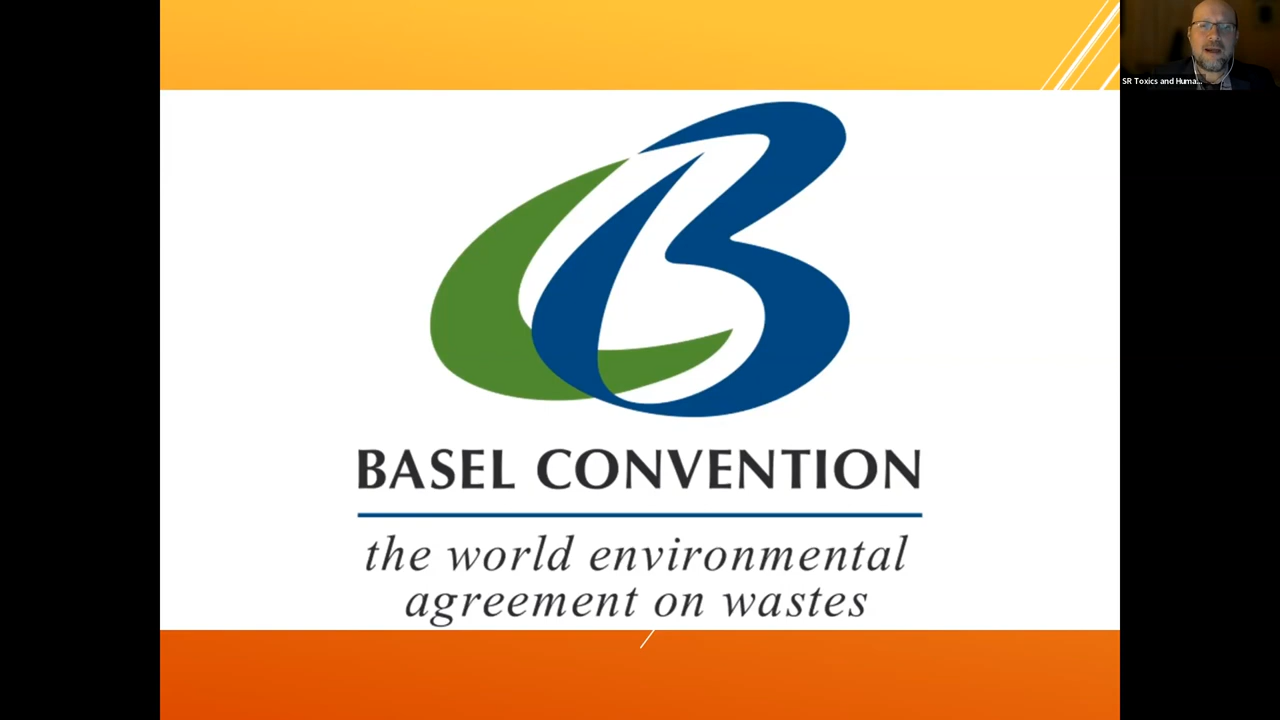 SR Toxics and Huma...
BASEL CONVENTION
the world environmental
agreement on wastes